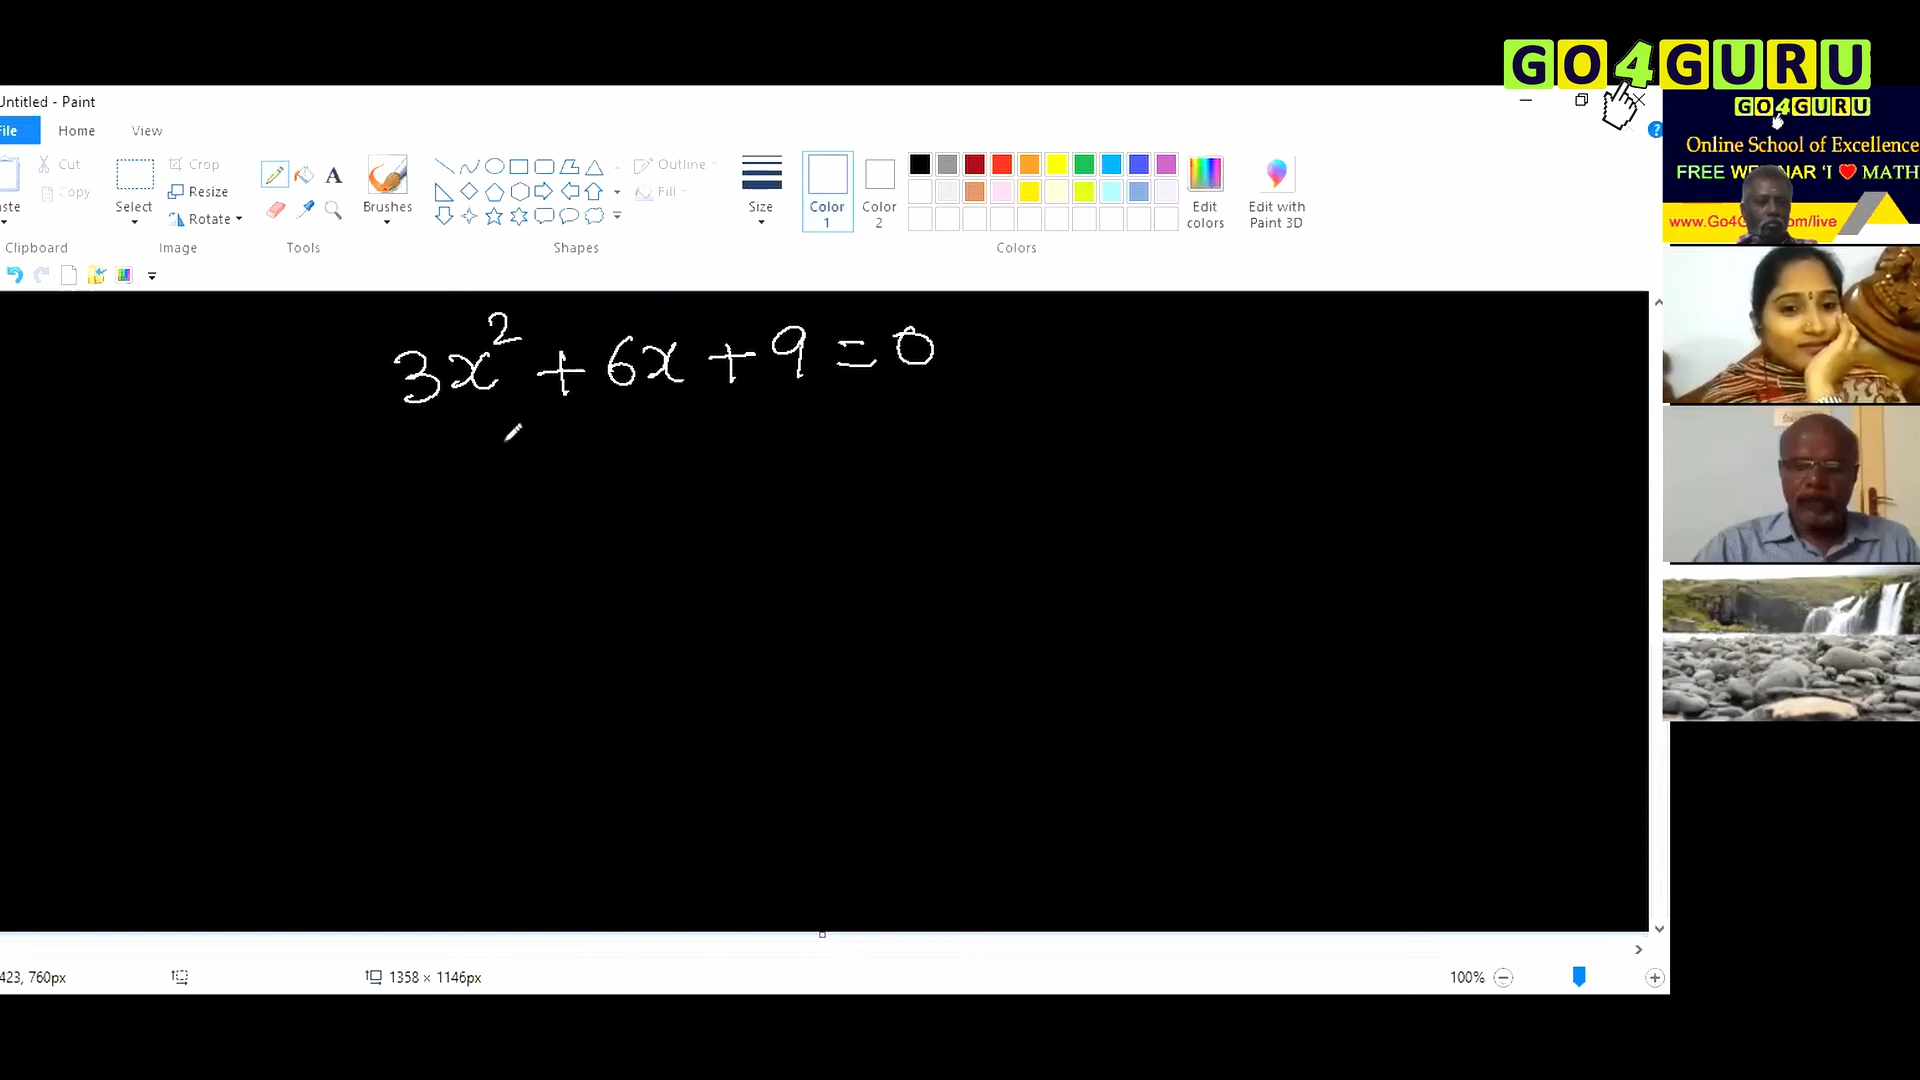 GO4GURU
GO4GURU
Untitled - Paint
File Home View
Online School of Excellence
FREE 'I ❤ MATH
www.Go4G
/live
Cut
Copy
Select
Crop
Resize
Rotate
A
Brushes
Outline
Fill
Size
Color 1
Color 2
Edit colors
Edit with Paint 3D
Clipboard Image Tools Shapes Colors
3x² + 6x + 9 = 0
423, 760px
1358 × 1146px
100%